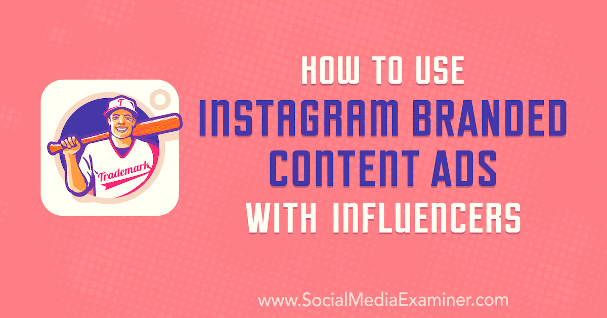 HOW TO USE
INSTAGRAM BRANDED
CONTENT ADS
WITH INFLUENCERS
T
Trademark
www.SocialMediaExaminer.com